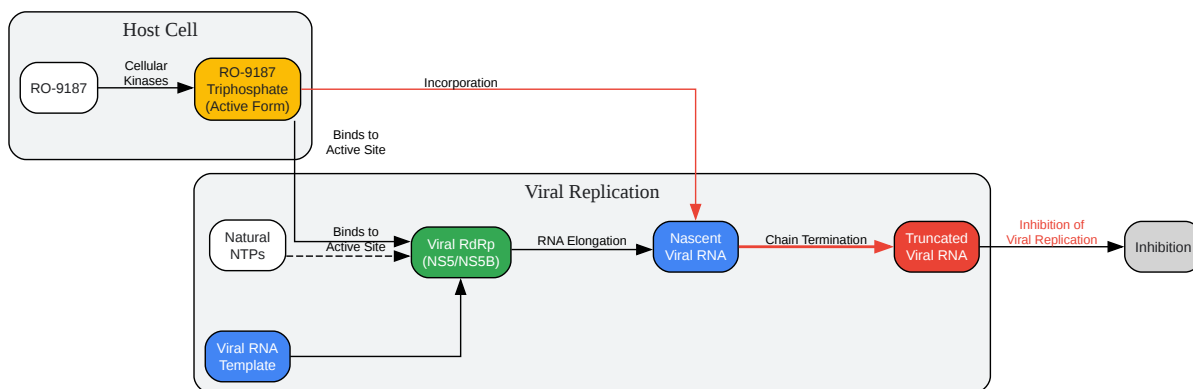 Host Cell
RO-9187
Cellular
Kinases
RO-9187
Triphosphate
(Active Form)
Incorporation
Binds to
Active Site
Viral Replication
Natural
NTPs
Binds to
Active Site
Viral RdRp
(NS5/NS5B)
RNA Elongation
Nascent
Viral RNA
Chain Termination
Truncated
Viral RNA
Inhibition of
Viral Replication
Inhibition
Viral RNA
Template